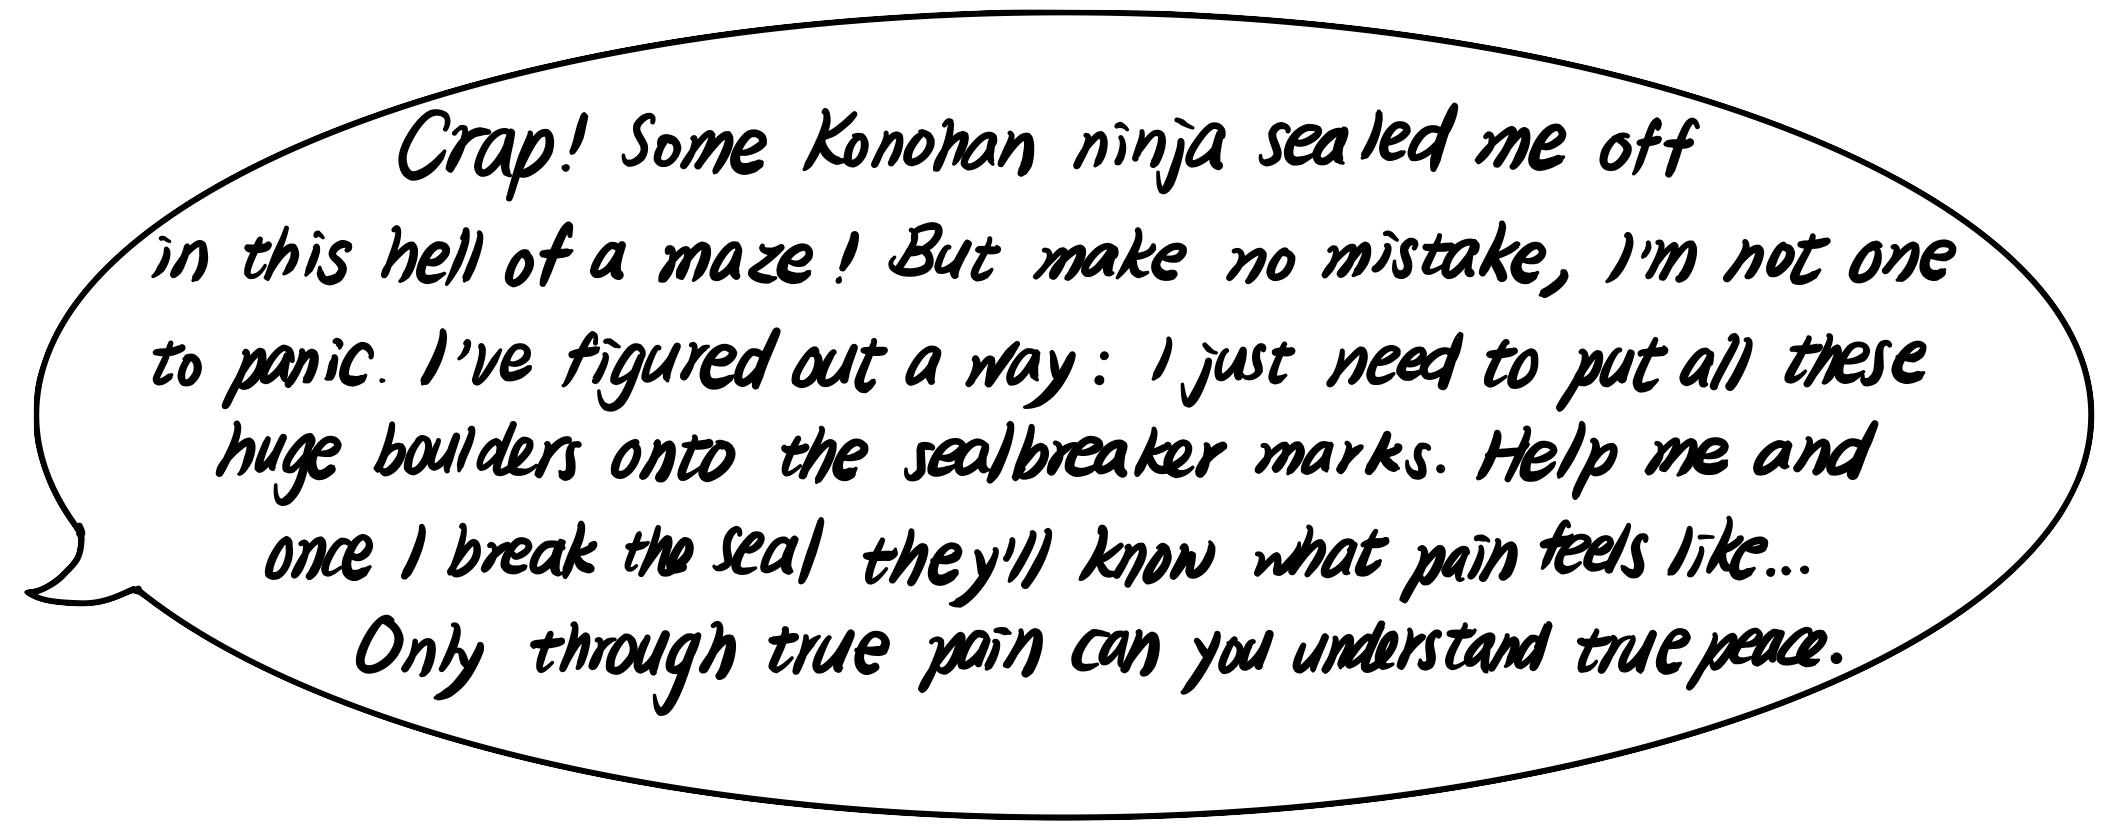 Crap! Some Konohan ninja sealed me off
in this hell of a maze! But make no mistake, I'm not one
to panic. I've figured out a way: I just need to put all these
huge boulders onto the sealbreaker marks. Help me and
once I break the seal they'll know what pain feels like...
Only through true pain can you understand true peace.